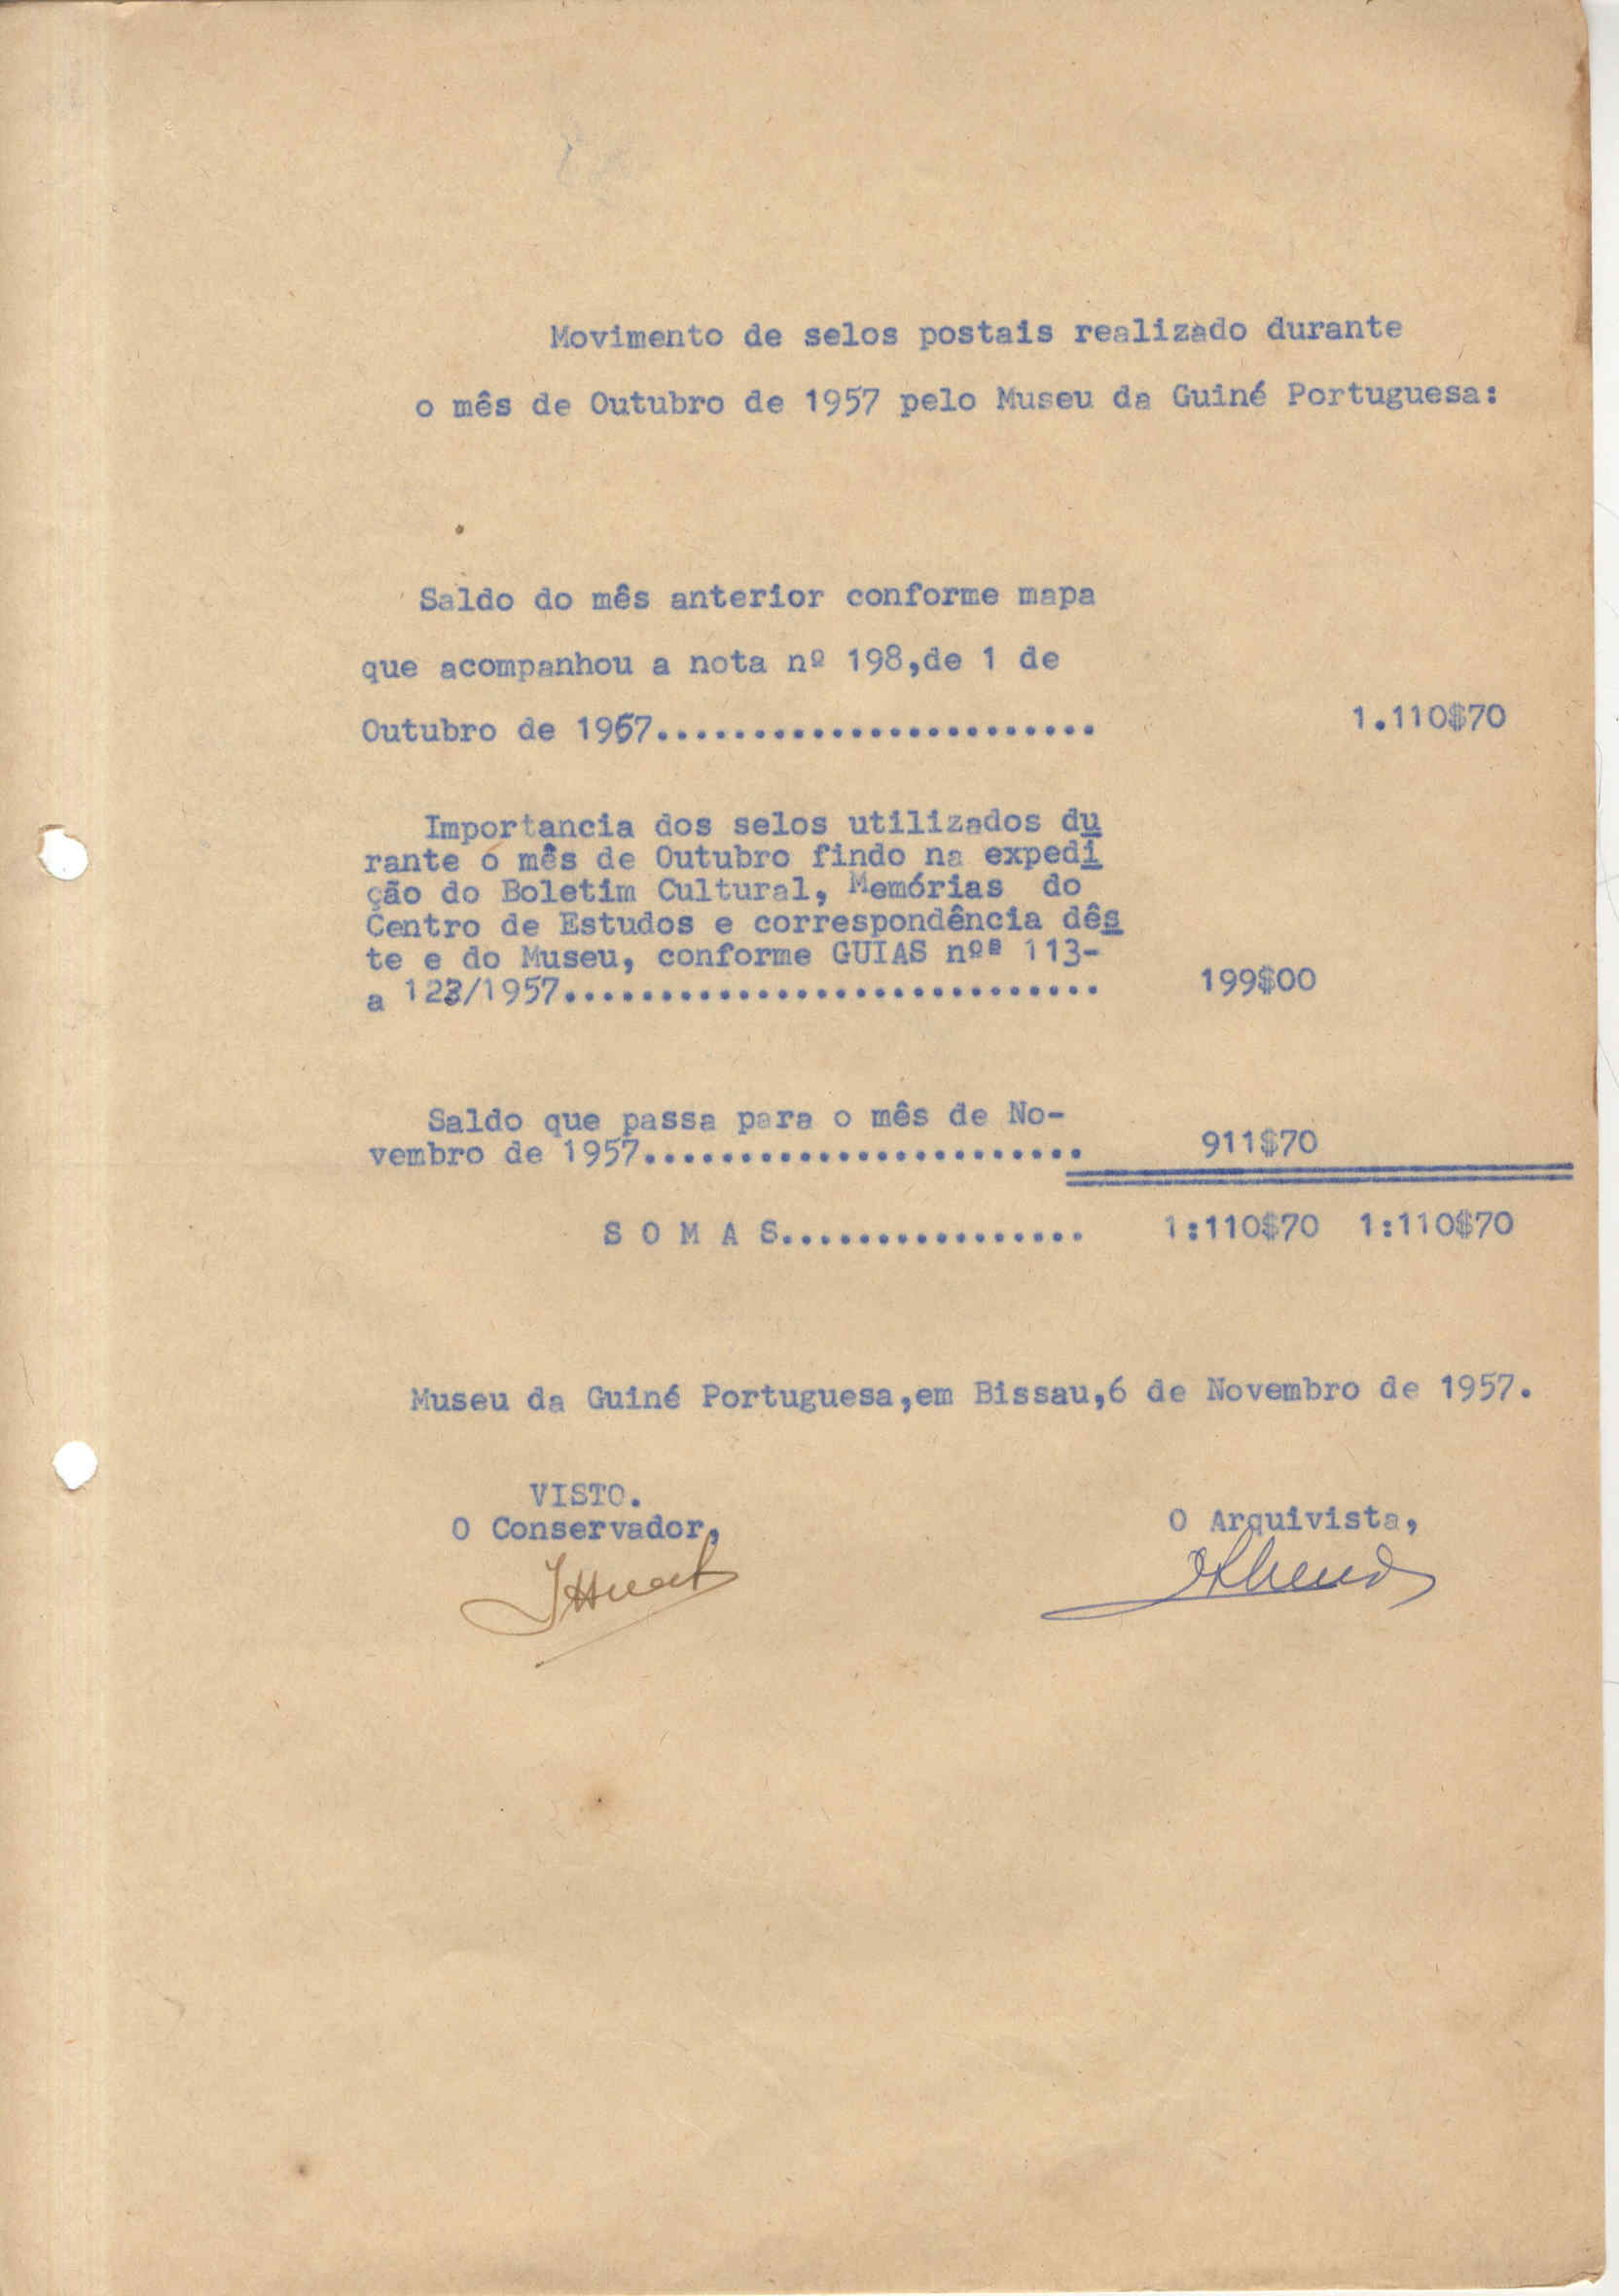 Movimento de selos postais realizado durante
o mês de Outubro de 1957 pelo Museu da Guiné Portuguesa:
Saldo do mês anterior conforme mapa
que acompanhou a nota nº 198,de 1 de
Outubro de 1957....................... 1.110$70
Importancia dos selos utilizados du
rante o mês de Outubro findo na expedi
ção do Boletim Cultural, Memórias do
Centro de Estudos e correspondência dês
te e do Museu, conforme GUIAS nºs 113-
a 123/1957............................ 199$00
Saldo que passa para o mês de No-
vembro de 1957....................... 911$70
S O M A S................ 1:110$70 1:110$70
Museu da Guiné Portuguesa,em Bissau,6 de Novembro de 1957.
VISTO.
O Conservador,
O Arquivista,